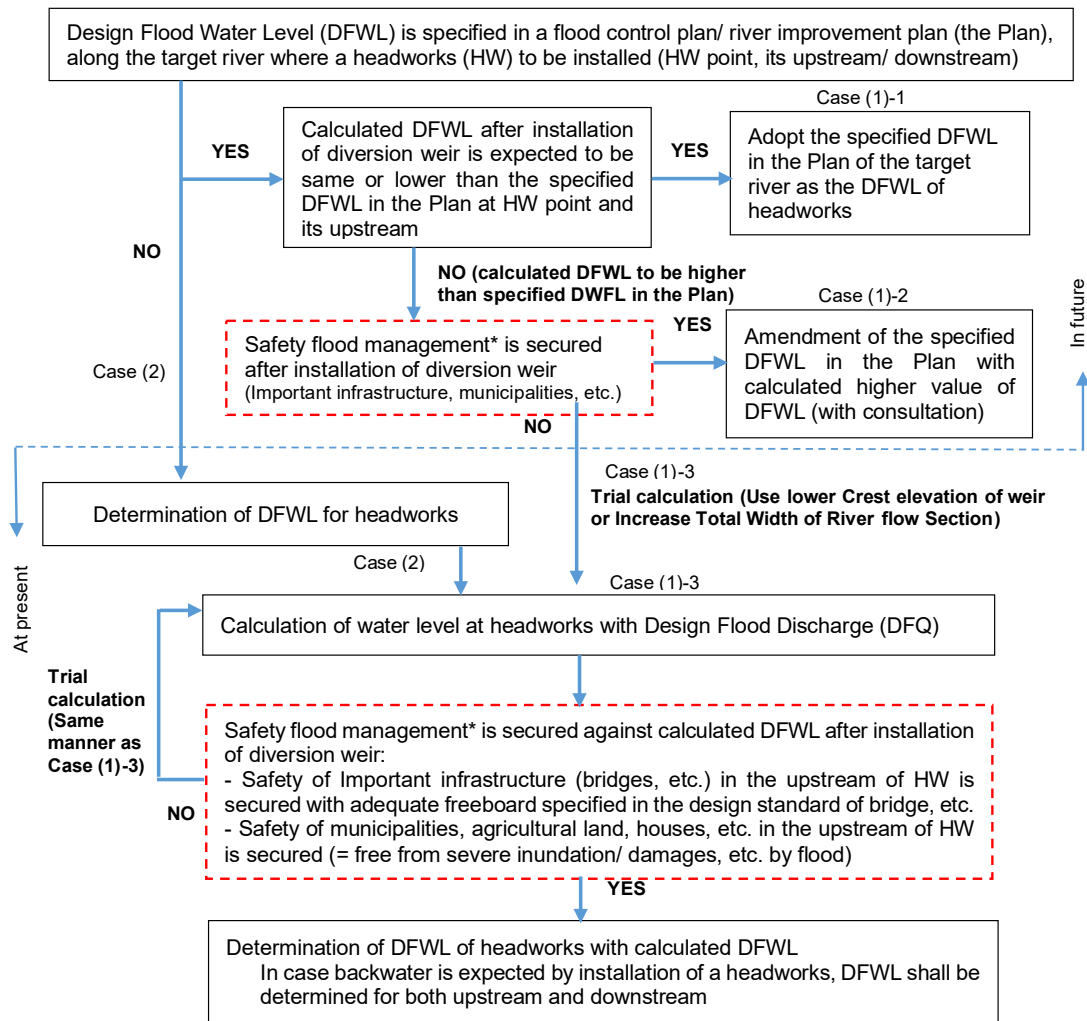 Design Flood Water Level (DFWL) is specified in a flood control plan/ river improvement plan (the Plan),
along the target river where a headworks (HW) to be installed (HW point, its upstream/ downstream)
Case (1)-1
YES
Calculated DFWL after installation
of diversion weir is expected to be
same or lower than the specified
DFWL in the Plan at HW point and
its upstream
YES
Adopt the specified DFWL
in the Plan of the target
river as the DFWL of
headworks
NO
NO (calculated DFWL to be higher
than specified DWFL in the Plan)
Case (1)-2
In future
Case (2)
Safety flood management* is secured
after installation of diversion weir
(Important infrastructure, municipalities, etc.)
YES
Amendment of the specified
DFWL in the Plan with
calculated higher value of
DFWL (with consultation)
NO
Case (1)-3
Trial calculation (Use lower Crest elevation of weir
or Increase Total Width of River flow Section)
Determination of DFWL for headworks
Case (2)
Case (1)-3
At present
Calculation of water level at headworks with Design Flood Discharge (DFQ)
Trial
calculation
(Same
manner as
Case (1)-3)
NO
Safety flood management* is secured against calculated DFWL after installation
of diversion weir:
- Safety of Important infrastructure (bridges, etc.) in the upstream of HW is
secured with adequate freeboard specified in the design standard of bridge, etc.
- Safety of municipalities, agricultural land, houses, etc. in the upstream of HW
is secured (= free from severe inundation/ damages, etc. by flood)
YES
Determination of DFWL of headworks with calculated DFWL
In case backwater is expected by installation of a headworks, DFWL shall be
determined for both upstream and downstream